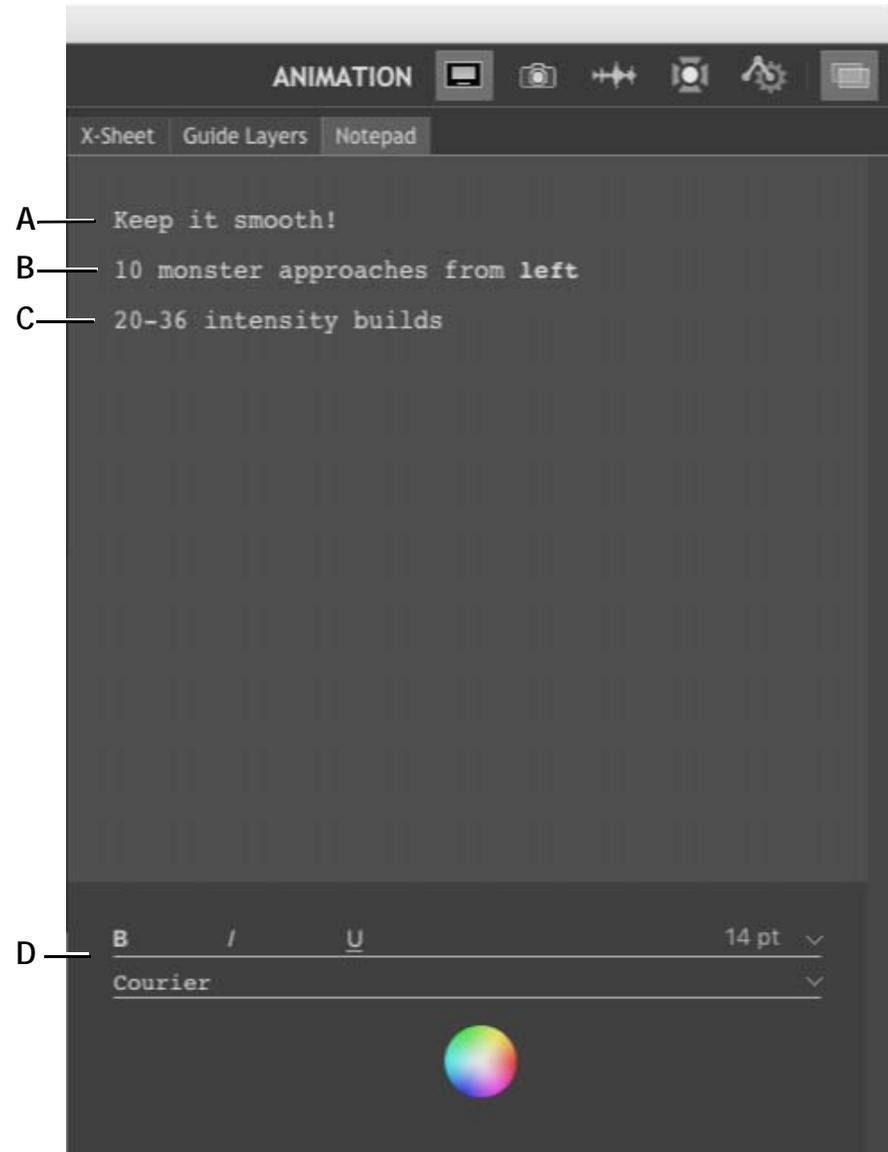 ANIMATION
X-Sheet Guide Layers Notepad
A Keep it smooth!
B 10 monster approaches from left
C 20-36 intensity builds
D B I U 14 pt
Courier